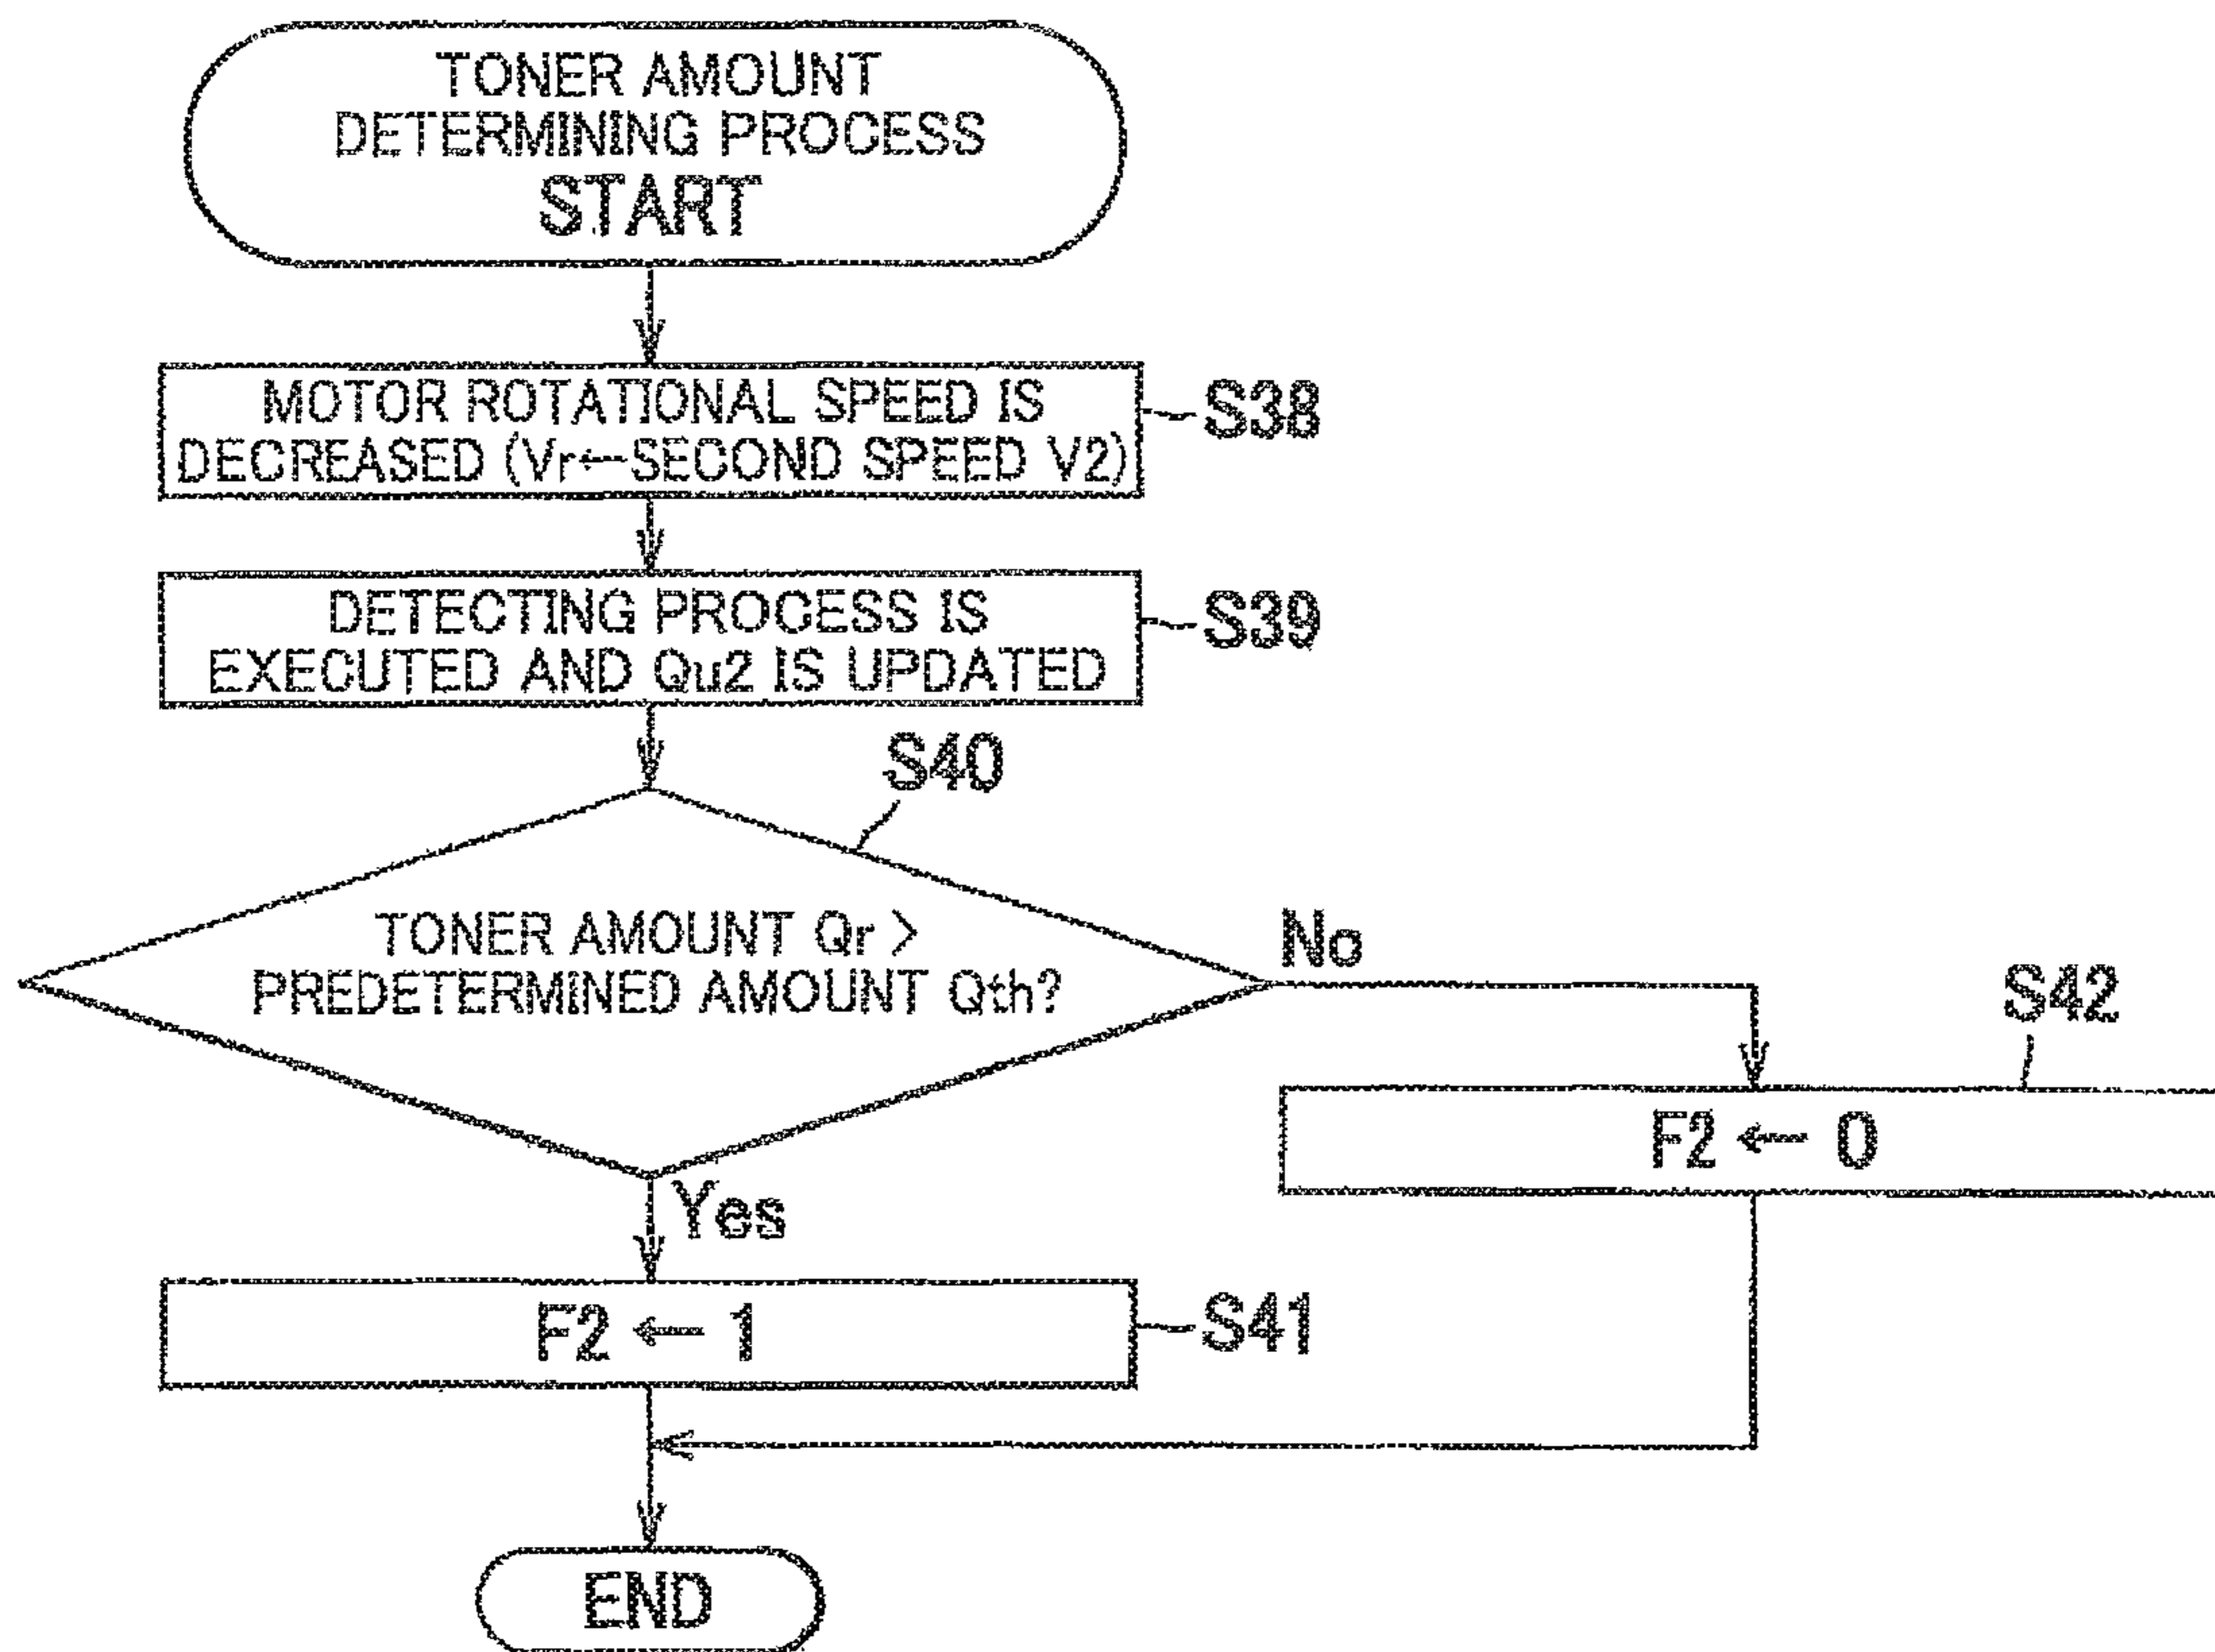 TONER AMOUNT
DETERMINING PROCESS
START
MOTOR ROTATIONAL SPEED IS
DECREASED (Vr←SECOND SPEED V2)
S38
DETECTING PROCESS IS
EXECUTED AND Qu2 IS UPDATED
S39
S40
TONER AMOUNT Qr >
PREDETERMINED AMOUNT Qth?
No
S42
F2 ← 0
Yes
F2 ← 1
S41
END